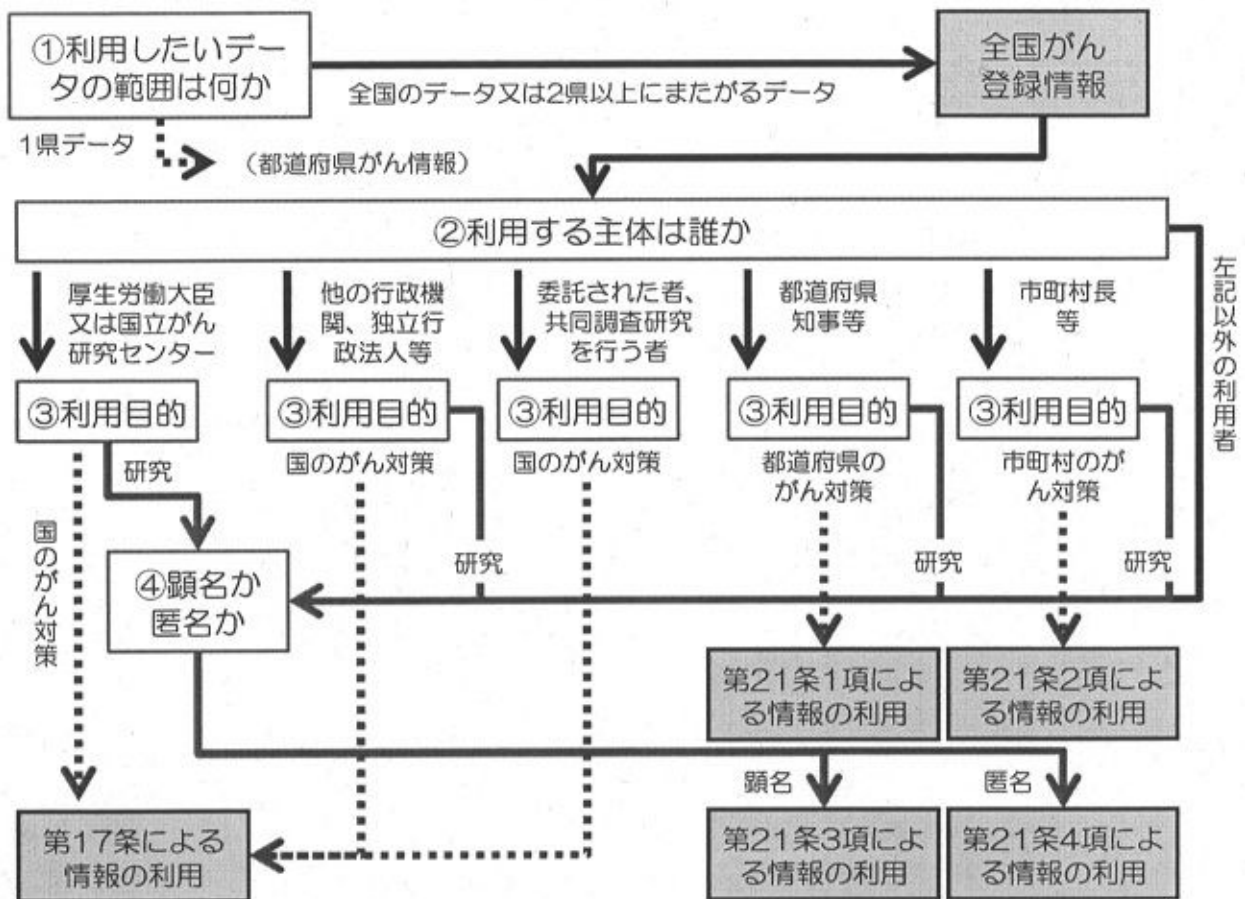 ①利用したいデー
タの範囲は何か
全国のデータ又は2県以上にまたがるデータ
全国がん
登録情報
1県データ
（都道府県がん情報）
②利用する主体は誰か
厚生労働大臣
又は国立がん
研究センター
他の行政機
関、独立行
政法人等
委託された者、
共同調査研究
を行う者
都道府県
知事等
市町村長
等
左記以外の利用者
③利用目的
③利用目的
③利用目的
③利用目的
③利用目的
研究
国のがん対策
国のがん対策
都道府県の
がん対策
市町村のが
ん対策
国のがん対策
④顕名か
匿名か
研究
研究
研究
第21条1項によ
る情報の利用
第21条2項によ
る情報の利用
顕名
匿名
第17条による
情報の利用
第21条3項によ
る情報の利用
第21条4項によ
る情報の利用